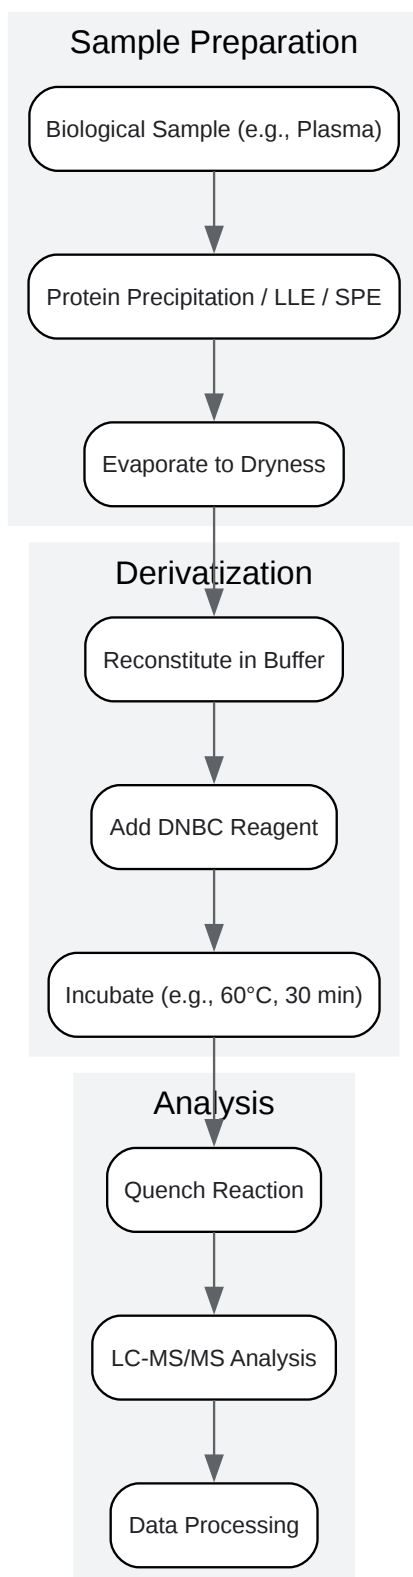 Sample Preparation
Biological Sample (e.g., Plasma)
Protein Precipitation / LLE / SPE
Evaporate to Dryness
Derivatization
Reconstitute in Buffer
Add DNBC Reagent
Incubate (e.g., 60°C, 30 min)
Analysis
Quench Reaction
LC-MS/MS Analysis
Data Processing